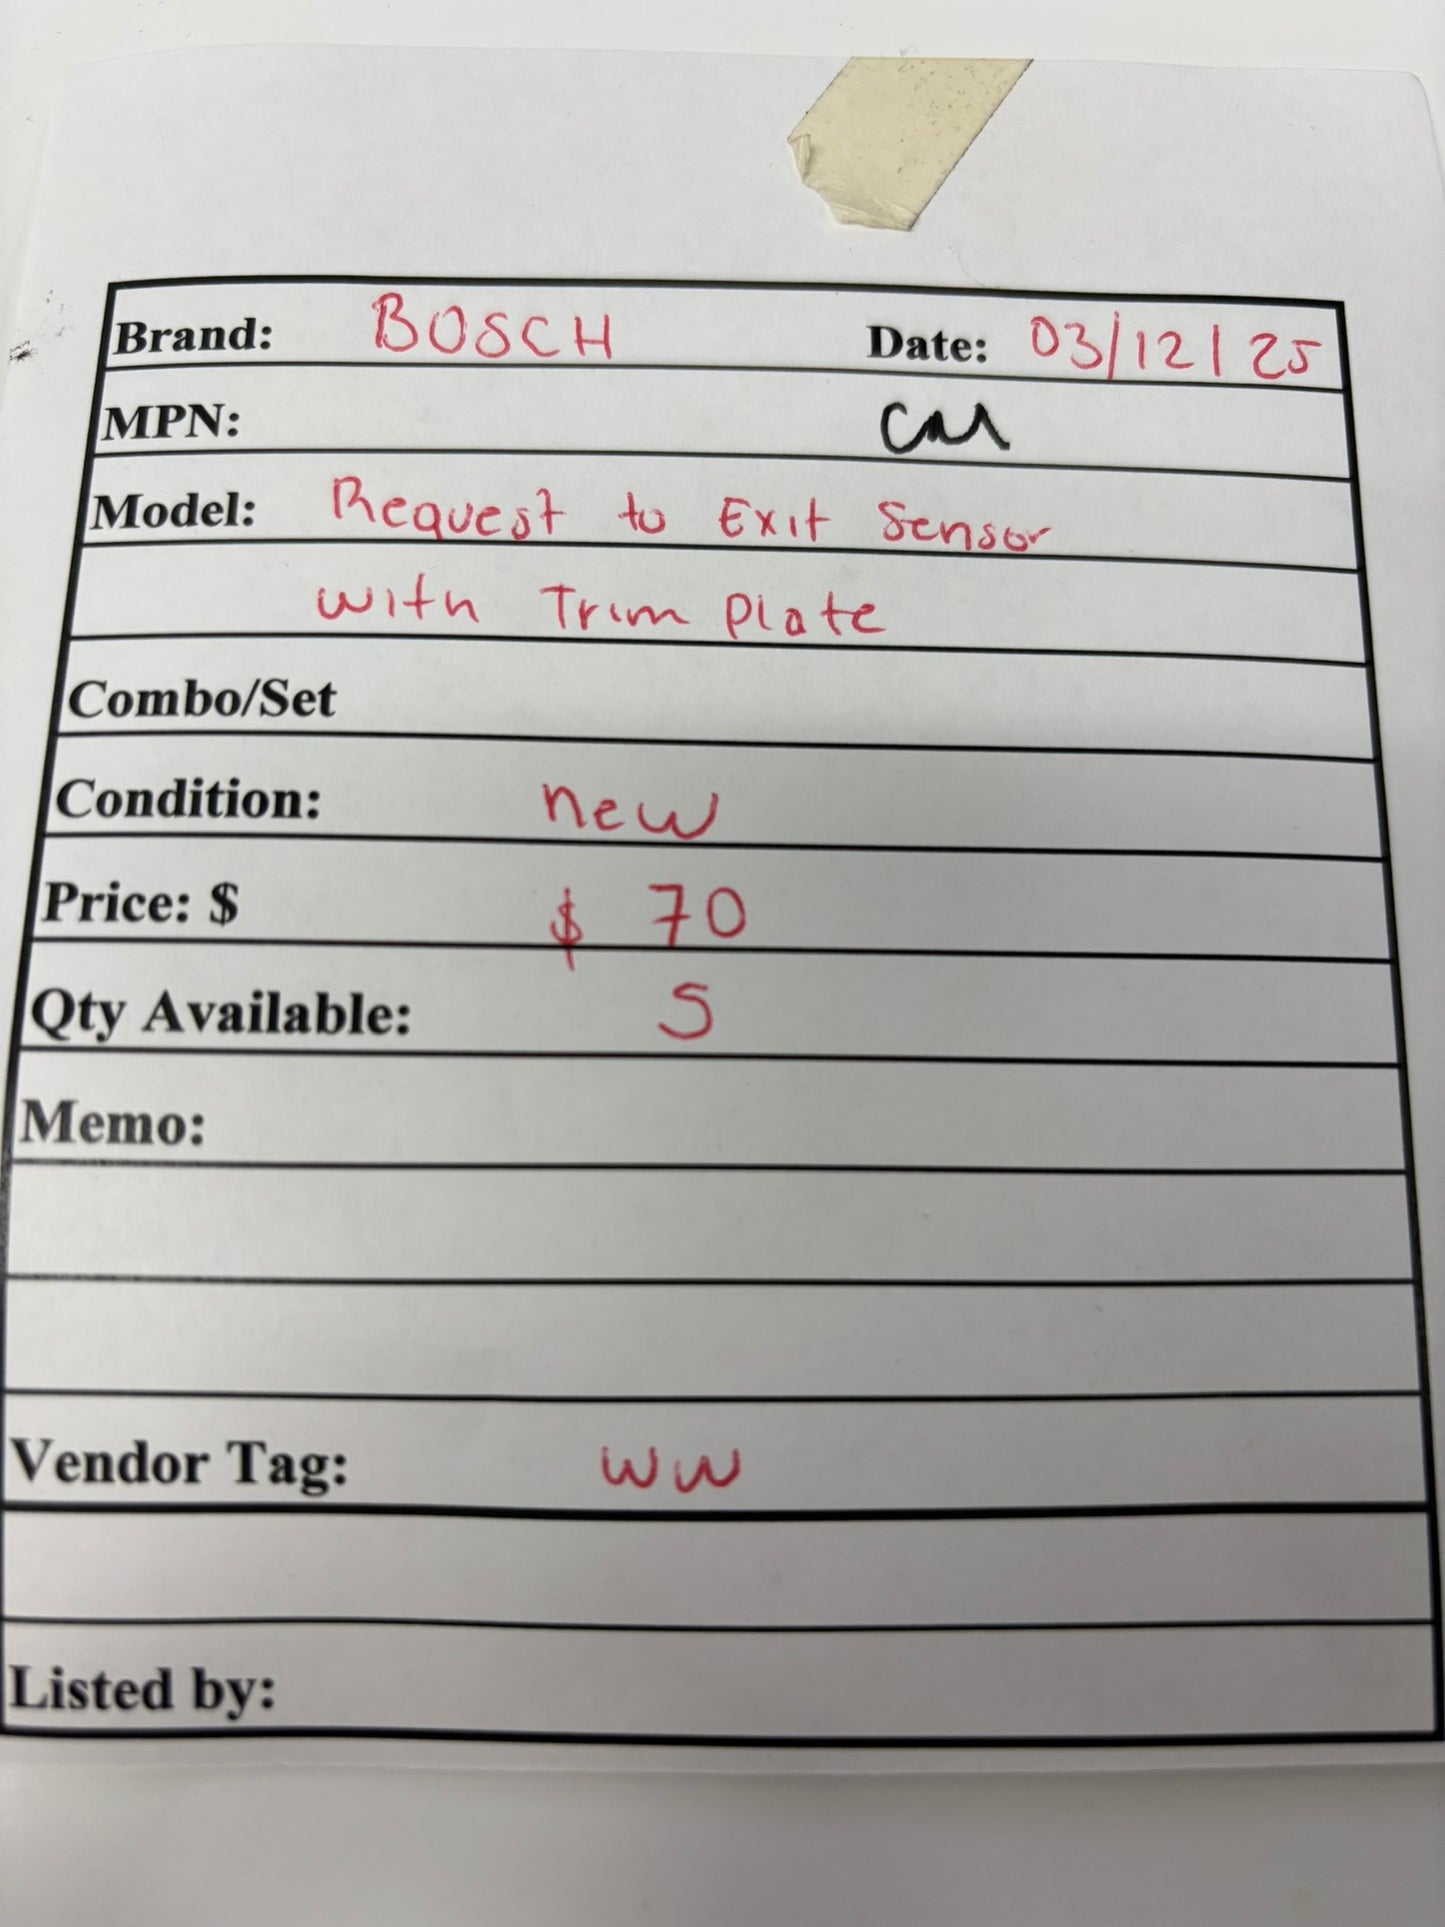 Brand: BOSCH Date: 03/12/25
MPN:
Model: Request to Exit Sensor
with Trim Plate
Combo/Set
Condition: new
Price: $ $ 70
Qty Available: 5
Memo:
Vendor Tag: WW
Listed by: